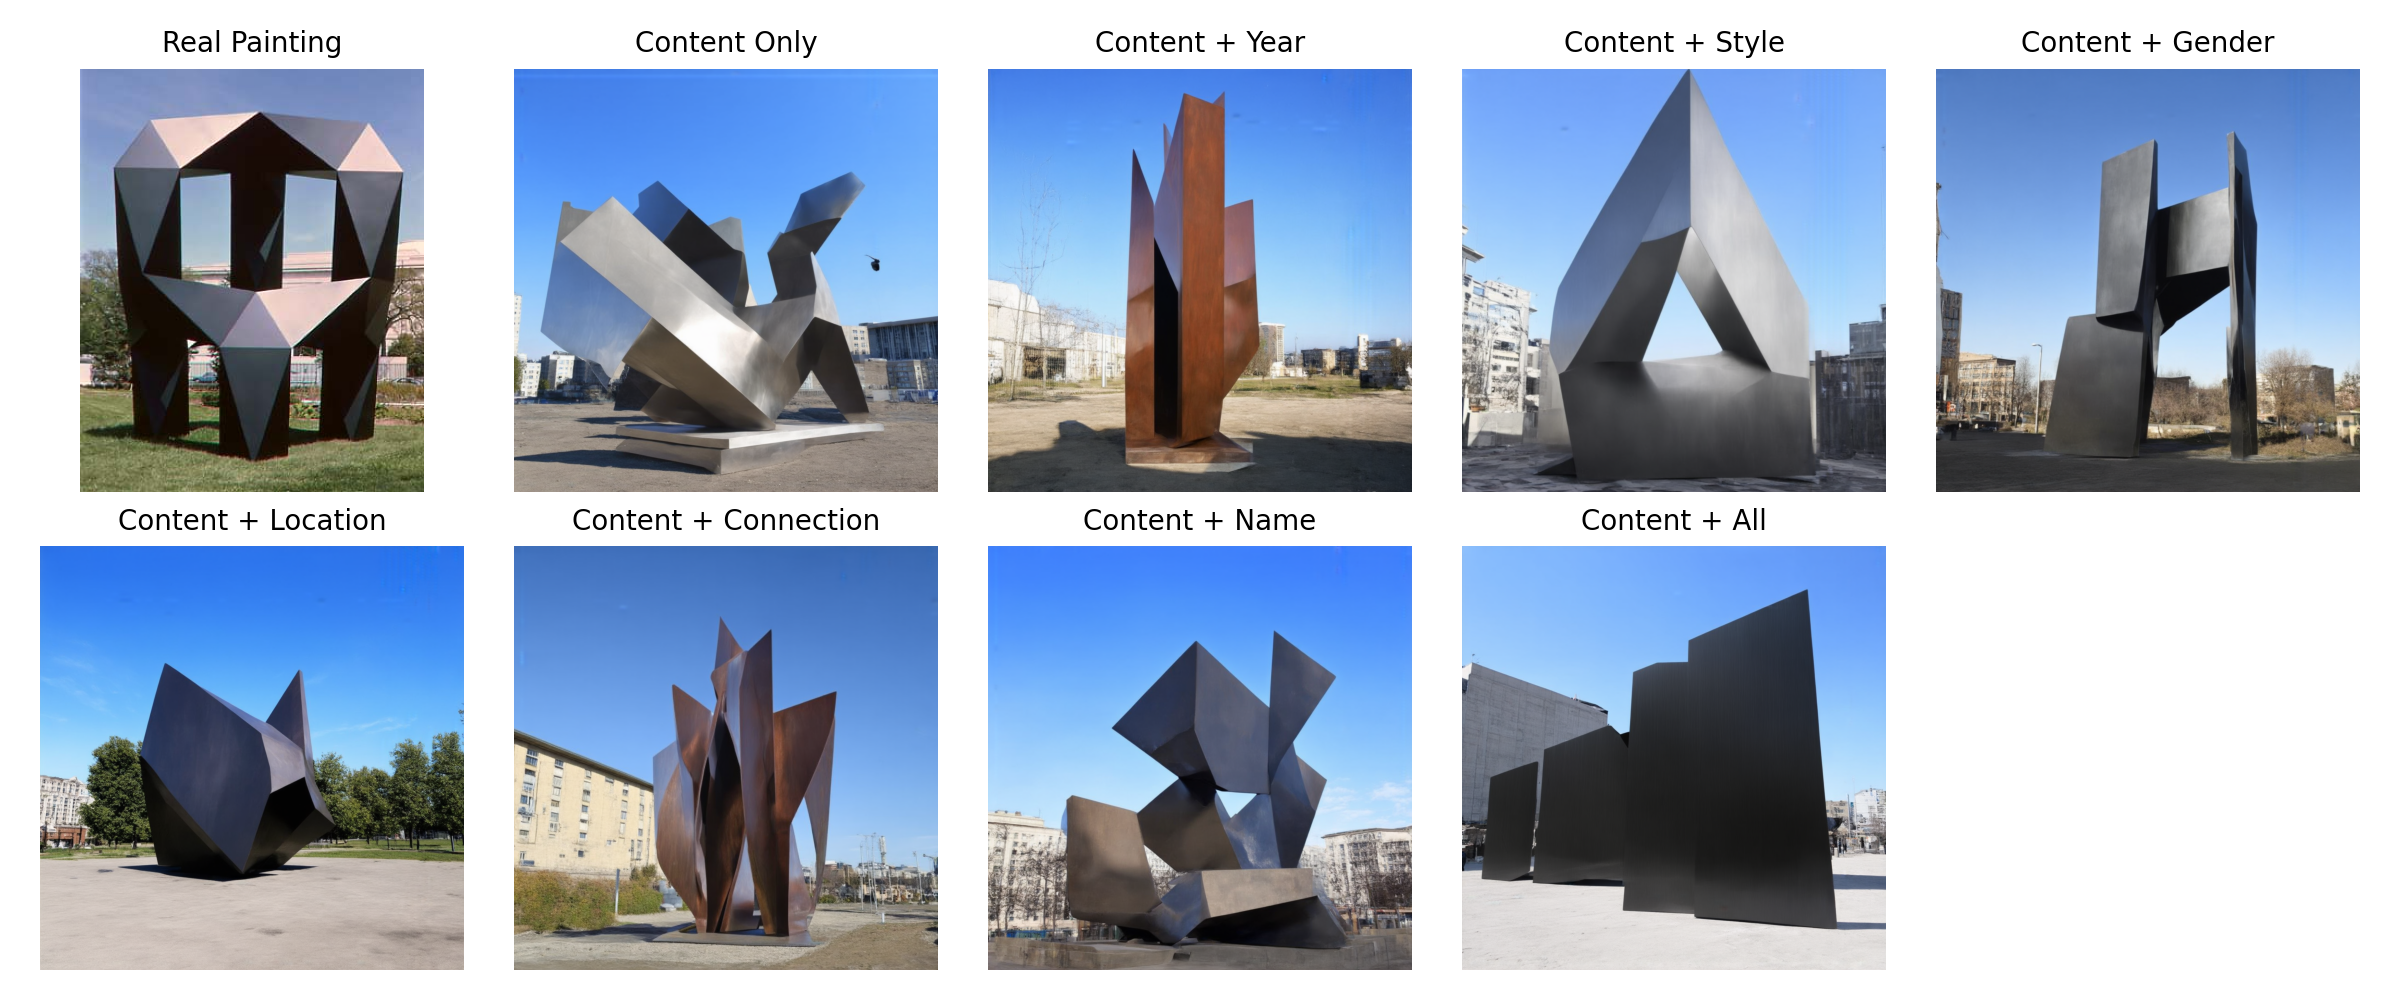 Real Painting
Content Only
Content + Year
Content + Style
Content + Gender
Content + Location
Content + Connection
Content + Name
Content + All